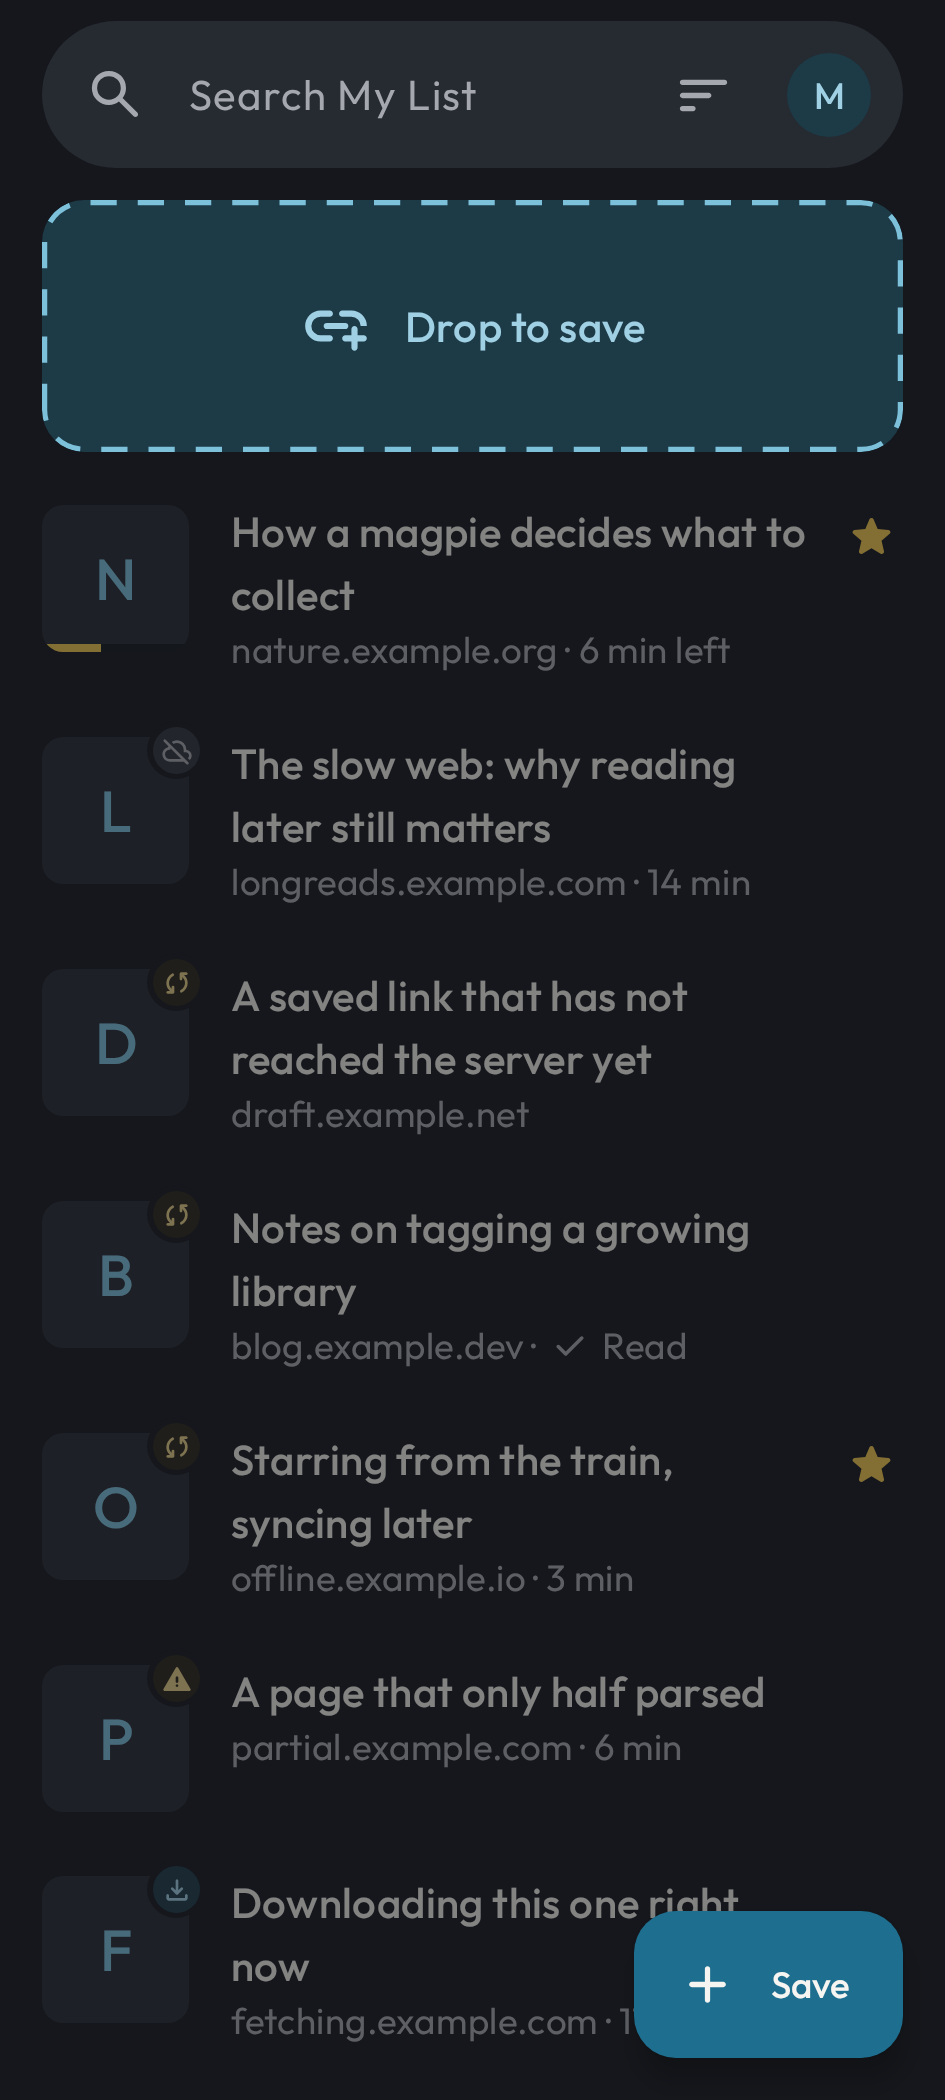 Search My List
M
Drop to save
N
How a magpie decides what to
collect
nature.example.org · 6 min left
L
The slow web: why reading
later still matters
longreads.example.com · 14 min
D
A saved link that has not
reached the server yet
draft.example.net
B
Notes on tagging a growing
library
blog.example.dev · Read
O
Starring from the train,
syncing later
offline.example.io · 3 min
P
A page that only half parsed
partial.example.com · 6 min
F
Downloading this one right
now
fetching.example.com ·
Save